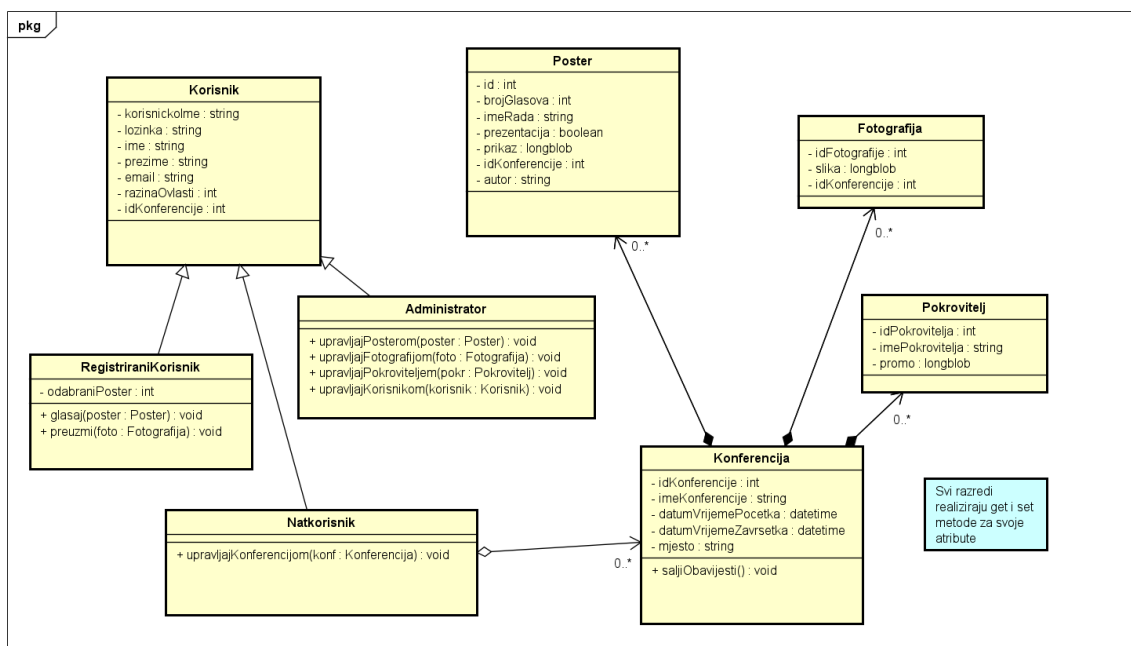 pkg
Korisnik
- korisnickoIme : string
- lozinka : string
- ime : string
- prezime : string
- email : string
- razinaOvlasti : int
- idKonferencije : int
Poster
- id : int
- brojGlasova : int
- imeRada : string
- prezentacija : boolean
- prikaz : longblob
- idKonferencije : int
- autor : string
0..*
Fotografija
- idFotografije : int
- slika : longblob
- idKonferencije : int
0..*
Administrator
+ upravljajPosterom(poster : Poster) : void
+ upravljajFotografijom(foto : Fotografija) : void
+ upravljajPokroviteljem(pokr : Pokrovitelj) : void
+ upravljajKorisnikom(korisnik : Korisnik) : void
Pokrovitelj
- idPokrovitelja : int
- imePokrovitelja : string
- promo : longblob
0..*
RegistriraniKorisnik
- odabraniPoster : int
+ glasaj(poster : Poster) : void
+ preuzmi(foto : Fotografija) : void
Konferencija
- idKonferencije : int
- imeKonferencije : string
- datumVrijemePocetka : datetime
- datumVrijemeZavrsetka : datetime
- mjesto : string
+ saljiObavijesti() : void
Svi razredi
realiziraju get i set
metode za svoje
atribute
Natkorisnik
+ upravljajKonferencijom(konf : Konferencija) : void
0..*